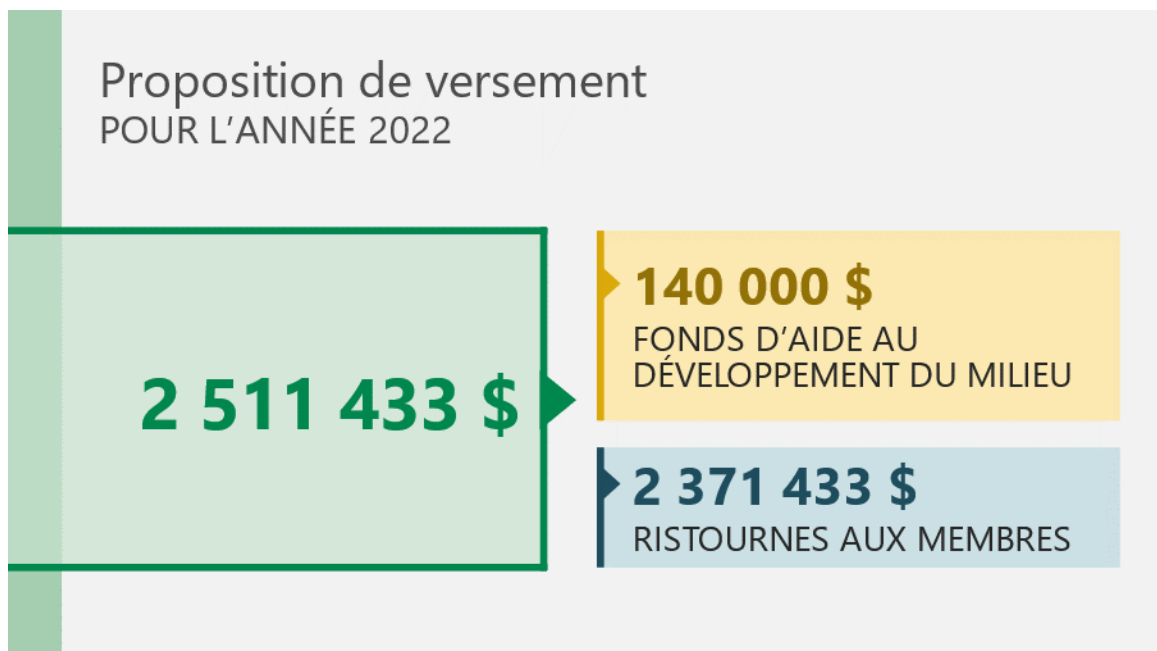 Proposition de versement
POUR L’ANNÉE 2022
2 511 433 $
140 000 $
FONDS D’AIDE AU
DÉVELOPPEMENT DU MILIEU
2 371 433 $
RISTOURNES AUX MEMBRES